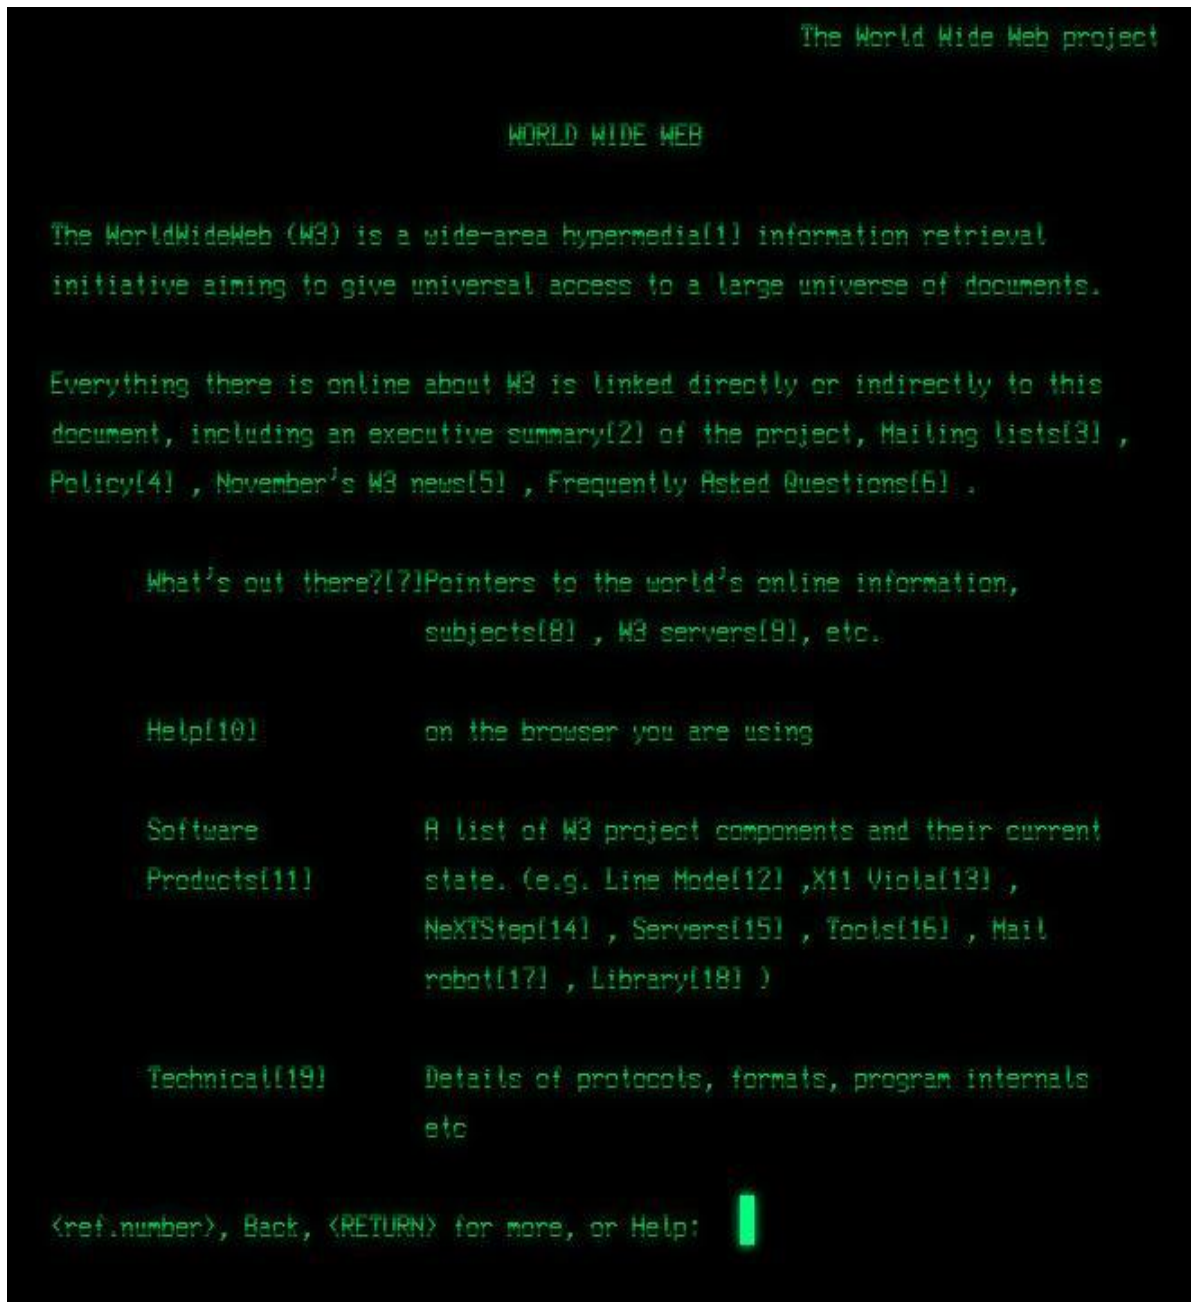 The World Wide Web project
WORLD WIDE WEB
The WorldWideWeb (W3) is a wide-area hypermedia[1] information retrieval
initiative aiming to give universal access to a large universe of documents.
Everything there is online about W3 is linked directly or indirectly to this
document, including an executive summary[2] of the project, Mailing lists[3] ,
Policy[4] , November's W3 news[5] , Frequently Asked Questions[6] .
What's out there?[7]Pointers to the world's online information,
subjects[8] , W3 servers[9], etc.
Help[10] on the browser you are using
Software A list of W3 project components and their current
Products[11] state. (e.g. Line Mode[12] ,X11 Viola[13] ,
NeXTStep[14] , Servers[15] , Tools[16] , Mail
robot[17] , Library[18] )
Technical[19] Details of protocols, formats, program internals
etc
<ref.number>, Back, <RETURN> for more, or Help: